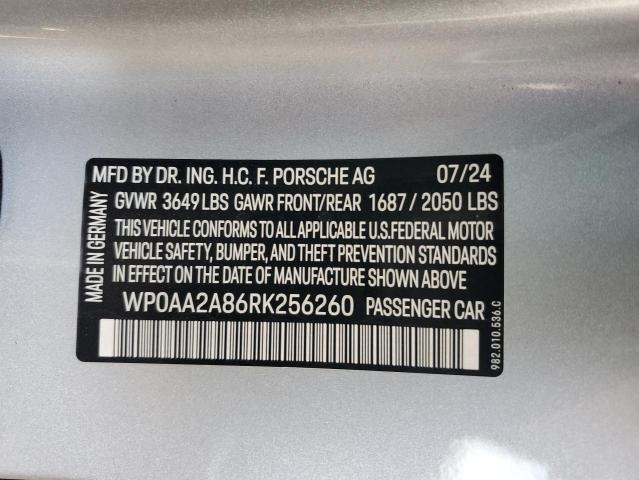 MFD BY DR. ING. H.C. F. PORSCHE AG 07/24
GVWR 3649 LBS GAWR FRONT/REAR 1687 / 2050 LBS
THIS VEHICLE CONFORMS TO ALL APPLICABLE U.S.FEDERAL MOTOR
VEHICLE SAFETY, BUMPER, AND THEFT PREVENTION STANDARDS
IN EFFECT ON THE DATE OF MANUFACTURE SHOWN ABOVE
WP0AA2A86RK256260 PASSENGER CAR
MADE IN GERMANY
982.010.536.C